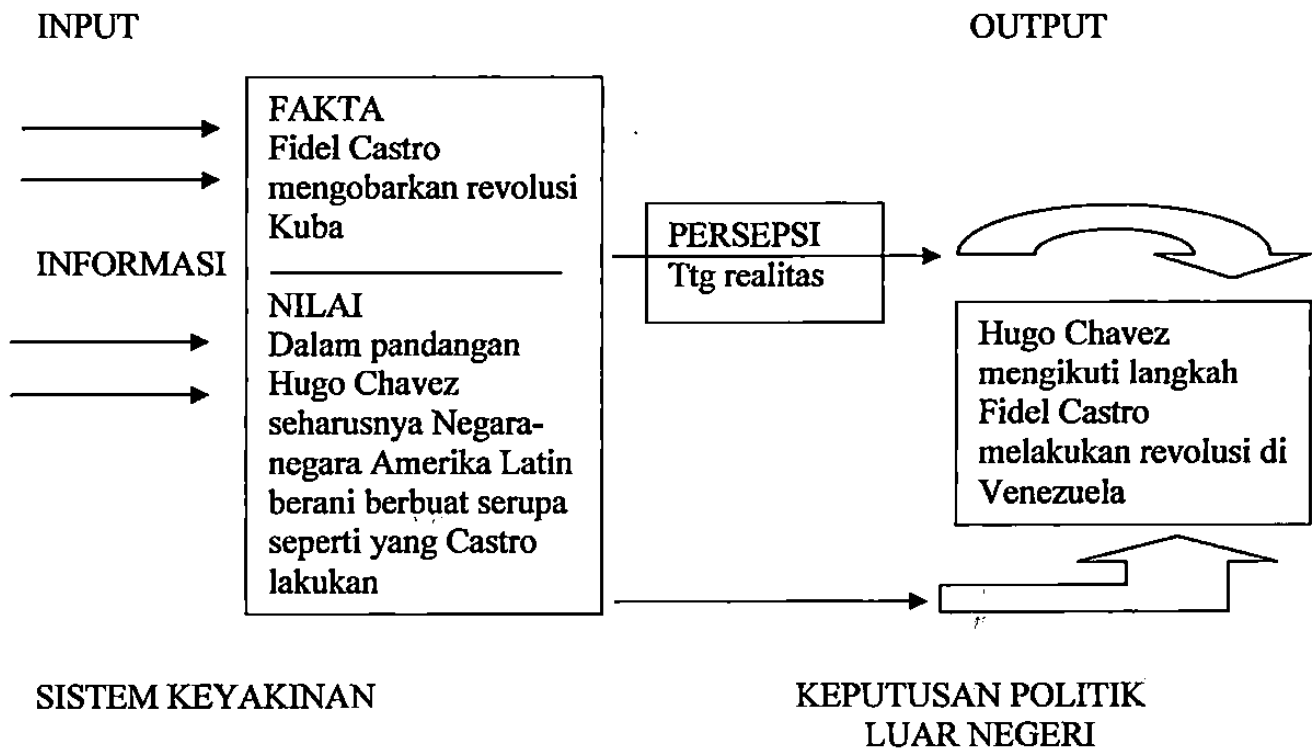 INPUT
OUTPUT
FAKTA
Fidel Castro
mengobarkan revolusi
Kuba
INFORMASI
NILAI
Dalam pandangan
Hugo Chavez
seharusnya Negara-
negara Amerika Latin
berani berbuat serupa
seperti yang Castro
lakukan
PERSEPSI
Ttg realitas
Hugo Chavez
mengikuti langkah
Fidel Castro
melakukan revolusi di
Venezuela
SISTEM KEYAKINAN
KEPUTUSAN POLITIK
LUAR NEGERI